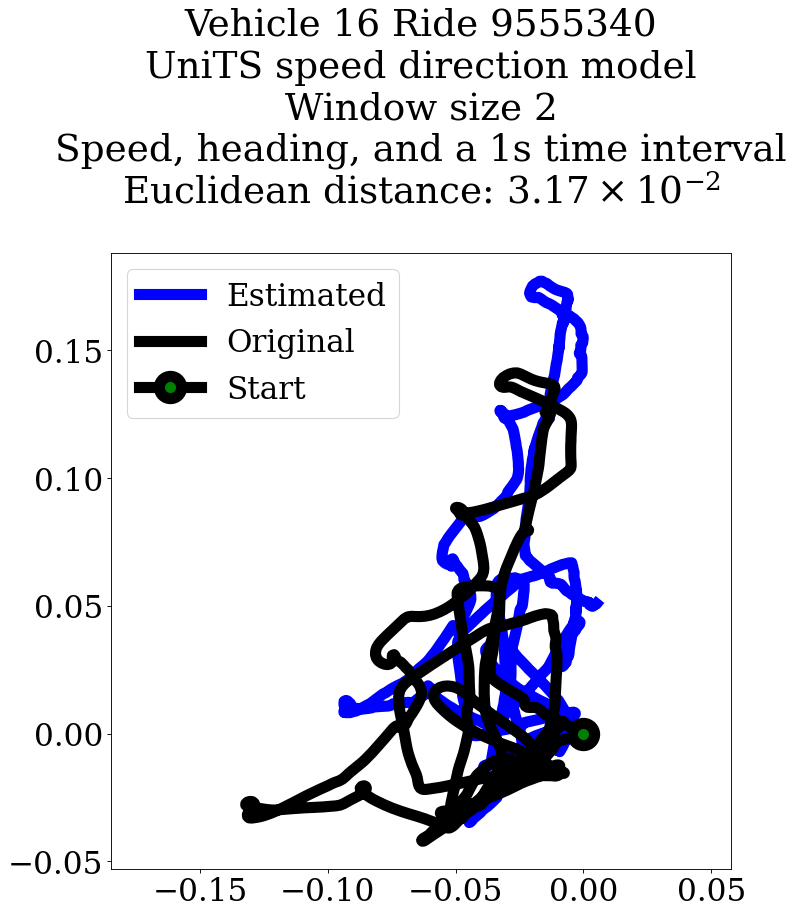 Vehicle 16 Ride 9555340
UniTS speed direction model
Window size 2
Speed, heading, and a 1s time interval
Euclidean distance: 3.17 × 10⁻²
Estimated
Original
Start
0.15
0.10
0.05
0.00
−0.05
−0.15 −0.10 −0.05 0.00 0.05